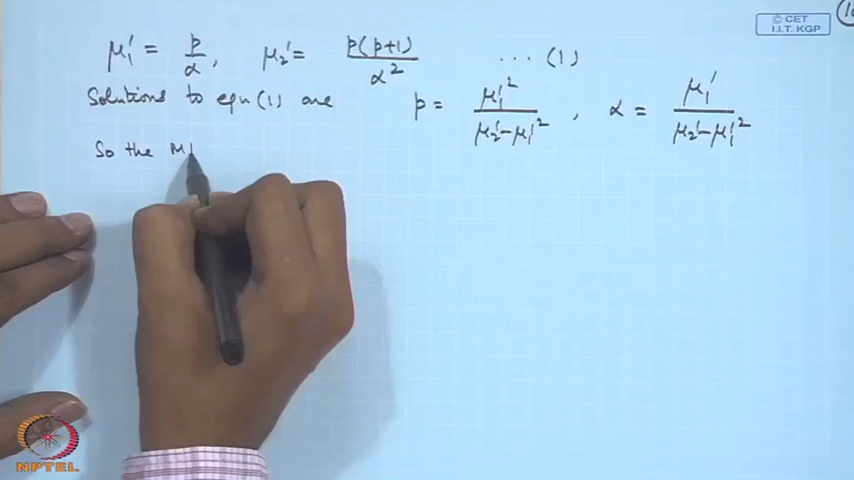 © CET
I.I.T. KGP
μ₁′ = p/α, μ₂′ = p(p+1)/α² ... (1)
Solutions to eqn (1) are p = μ₁′²/(μ₂′−μ₁′²), α = μ₁′/(μ₂′−μ₁′²)
So the
NPTEL